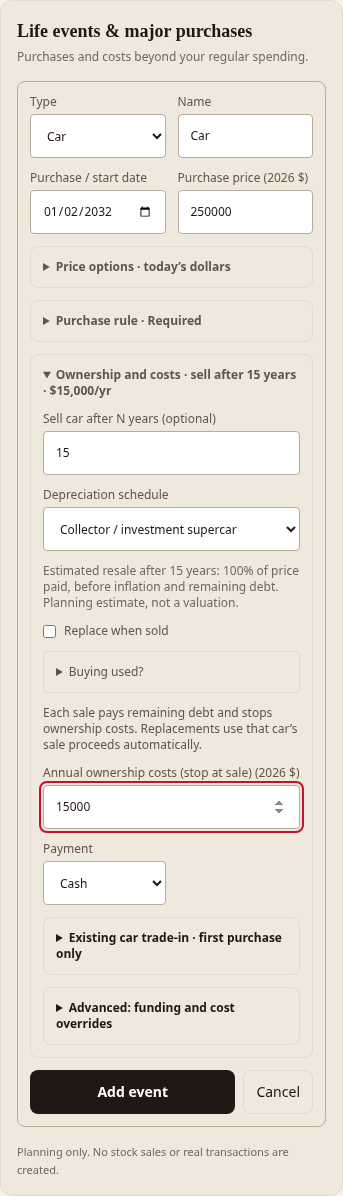 Life events & major purchases
Purchases and costs beyond your regular spending.
Type
Name
Car
Car
Purchase / start date
Purchase price (2026 $)
01/02/2032
250000
Price options · today's dollars
Purchase rule · Required
Ownership and costs · sell after 15 years
· $15,000/yr
Sell car after N years (optional)
15
Depreciation schedule
Collector / investment supercar
Estimated resale after 15 years: 100% of price
paid, before inflation and remaining debt.
Planning estimate, not a valuation.
Replace when sold
Buying used?
Each sale pays remaining debt and stops
ownership costs. Replacements use that car's
sale proceeds automatically.
Annual ownership costs (stop at sale) (2026 $)
15000
Payment
Cash
Existing car trade-in · first purchase
only
Advanced: funding and cost
overrides
Add event
Cancel
Planning only. No stock sales or real transactions are
created.